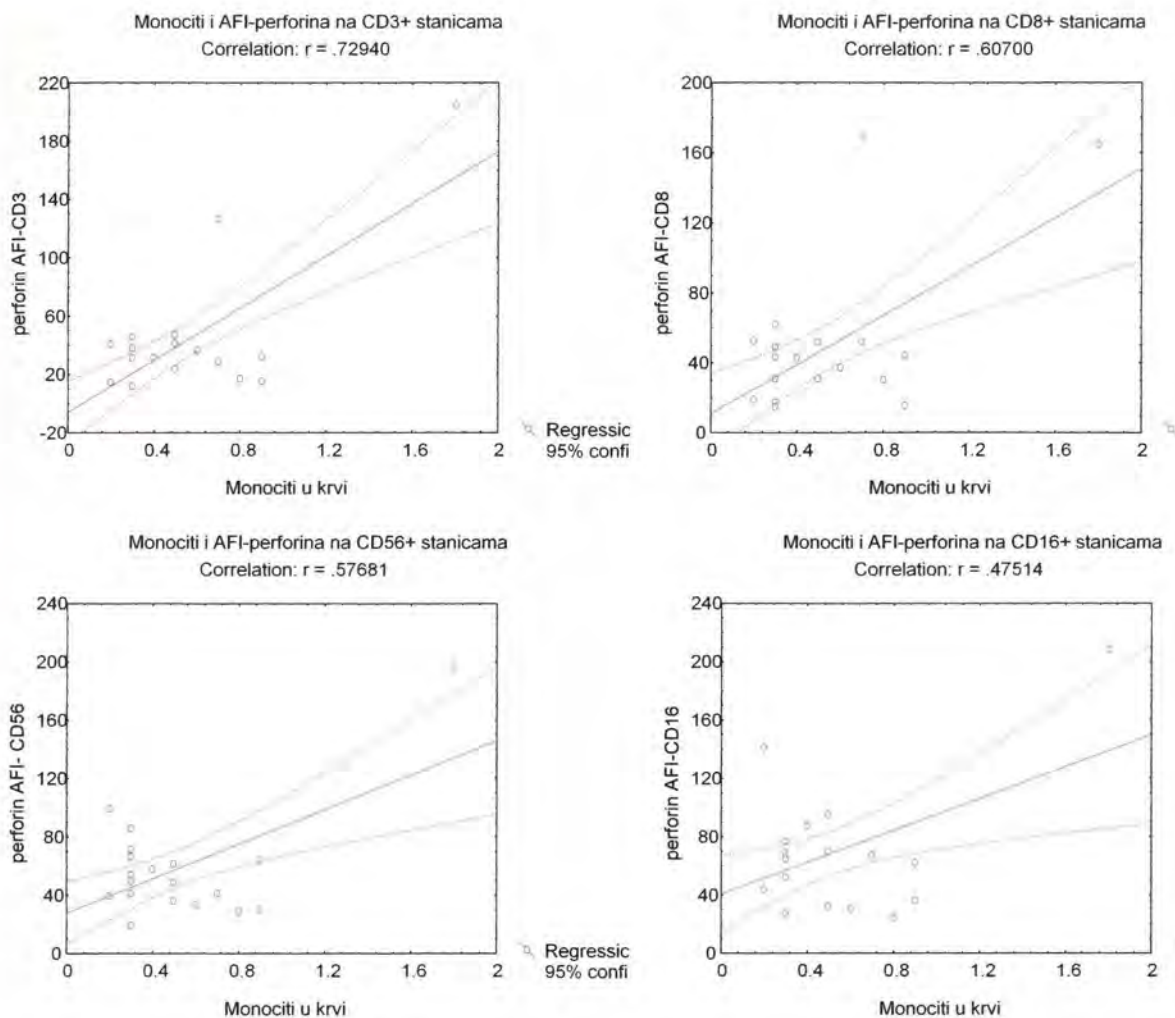 Monociti i AFI-perforina na CD3+ stanicama
Correlation: r = .72940
220
180
140
100
60
20
-20
perforin AFI-CD3
0
0.4
0.8
1.2
1.6
2
Monociti u krvi
Regressic
95% confi
Monociti i AFI-perforina na CD8+ stanicama
Correlation: r = .60700
200
160
120
80
40
0
perforin AFI-CD8
0
0.4
0.8
1.2
1.6
2
Monociti u krvi
Monociti i AFI-perforina na CD56+ stanicama
Correlation: r = .57681
240
200
160
120
80
40
0
perforin AFI- CD56
0
0.4
0.8
1.2
1.6
2
Monociti u krvi
Regressic
95% confi
Monociti i AFI-perforina na CD16+ stanicama
Correlation: r = .47514
240
200
160
120
80
40
0
perforin AFI-CD16
0
0.4
0.8
1.2
1.6
2
Monociti u krvi